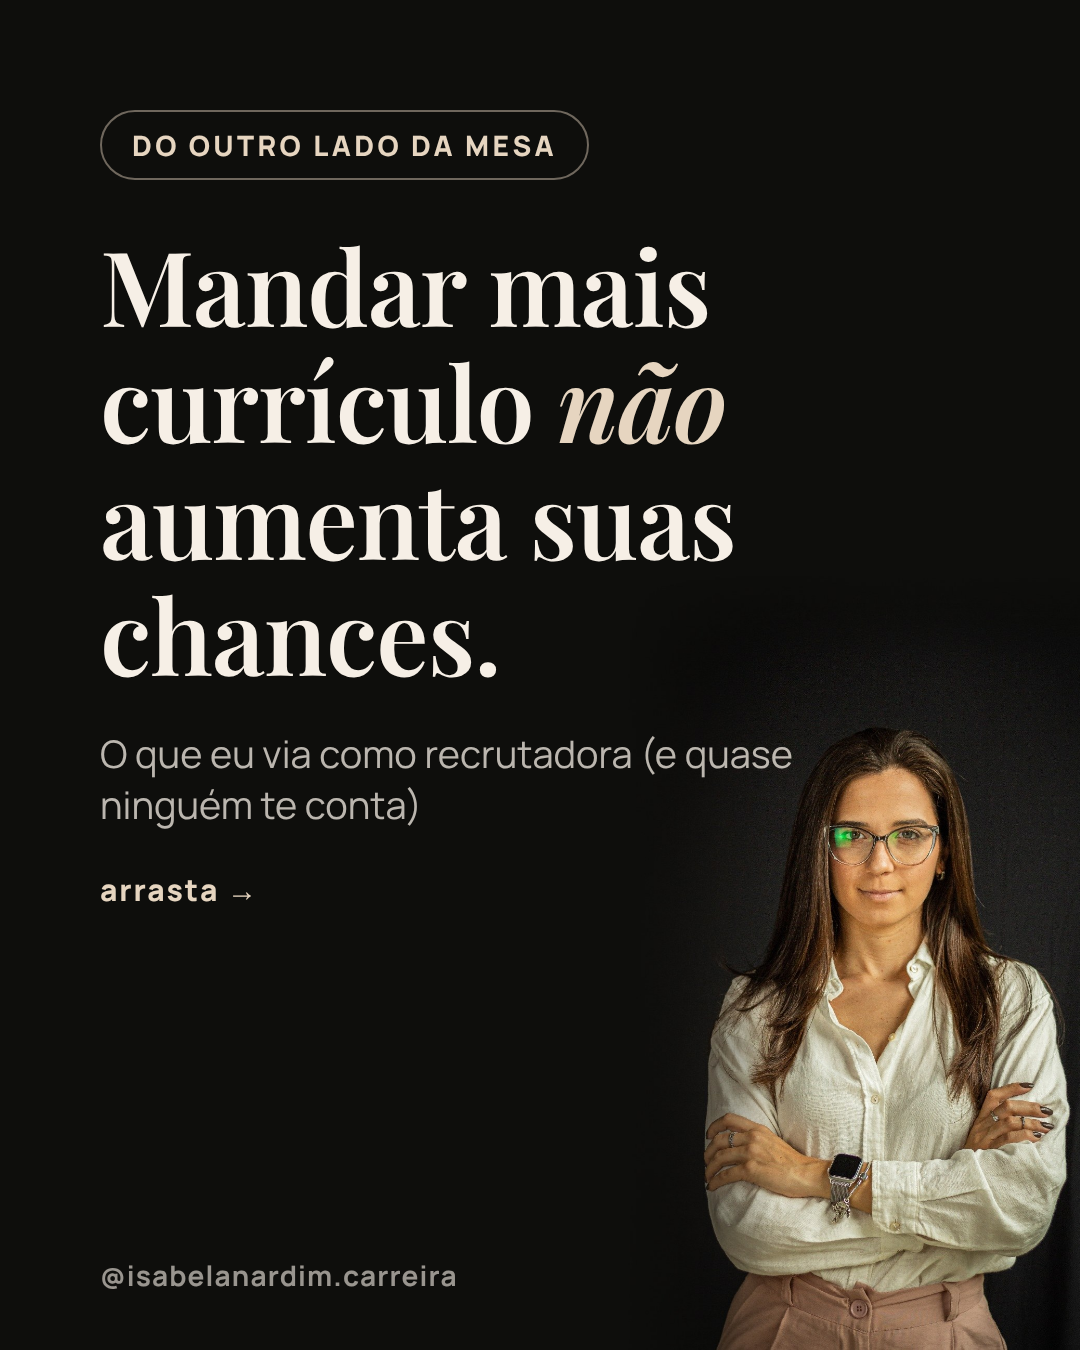 DO OUTRO LADO DA MESA
Mandar mais
currículo não
aumenta suas
chances.
O que eu via como recrutadora (e quase
ninguém te conta)
arrasta →
@isabelanardim.carreira